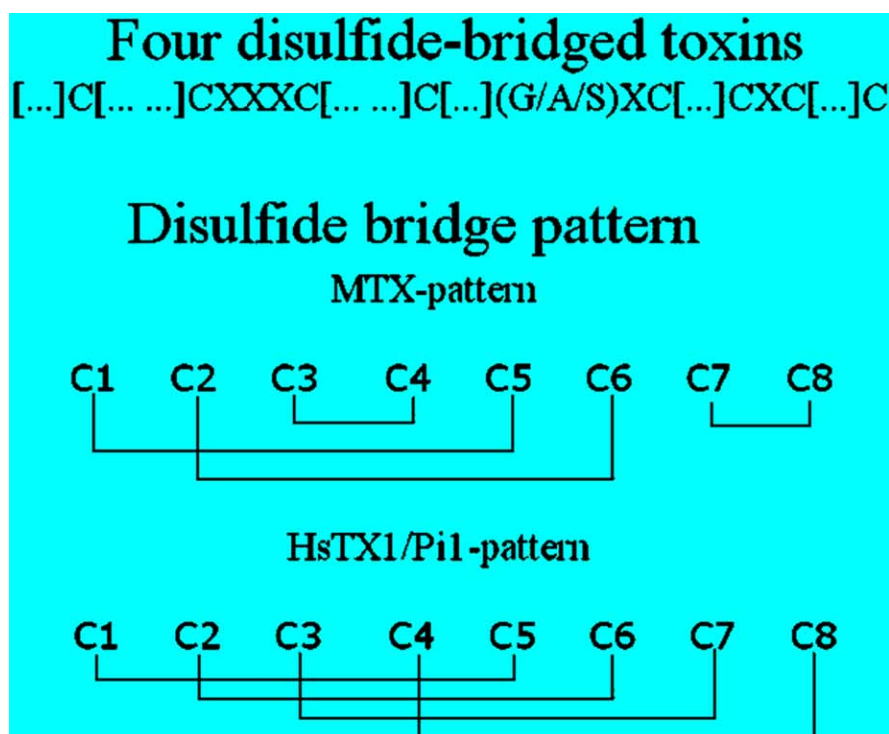 Four disulfide-bridged toxins
[...]C[... ...]CXXXC[... ...]C[...](G/A/S)XC[...]CXC[...]C
Disulfide bridge pattern
MTX-pattern
C1 C2 C3 C4 C5 C6 C7 C8
HsTX1/Pi1-pattern
C1 C2 C3 C4 C5 C6 C7 C8